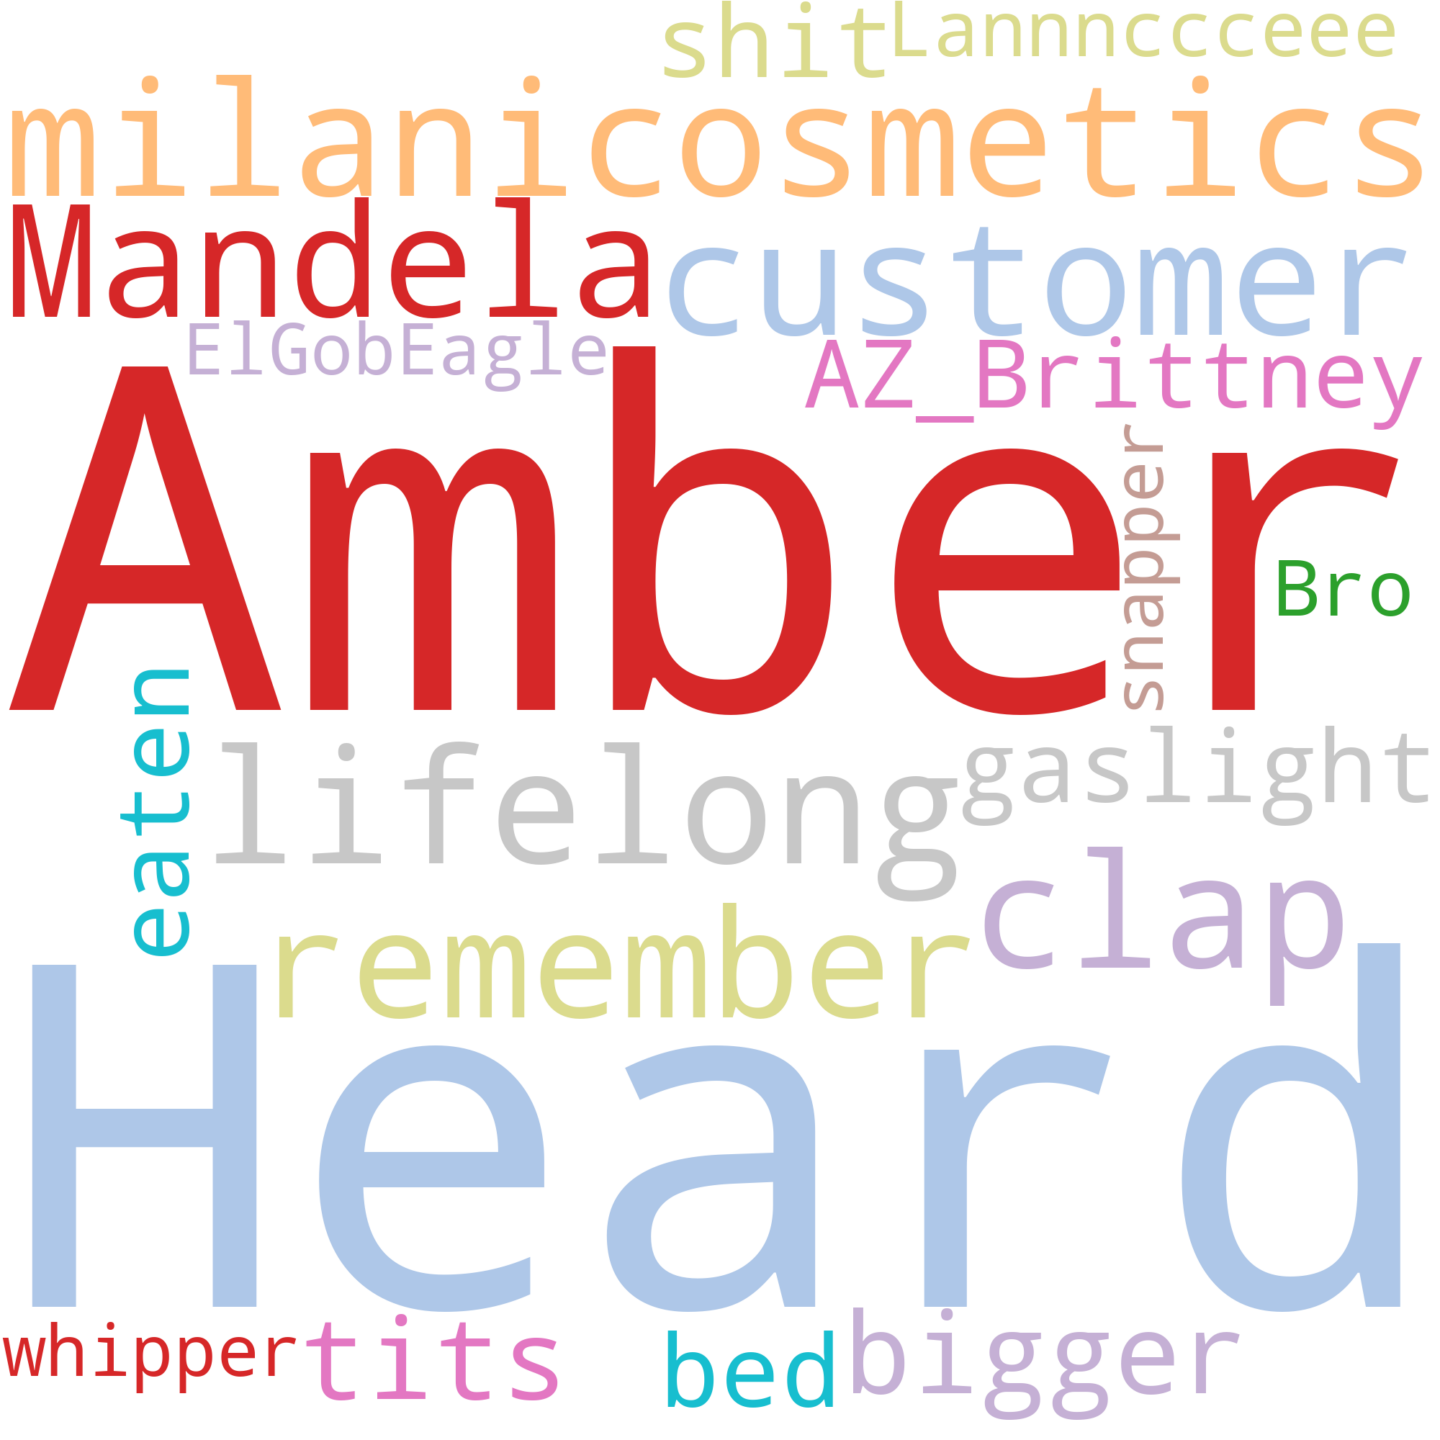 shit Lannnccceee
milanicosmetics
Mandela customer
ElGobEagle AZ_Brittney
Amber
snapper
Bro
eaten
lifelong gaslight
remember clap
Heard
whipper tits bed bigger